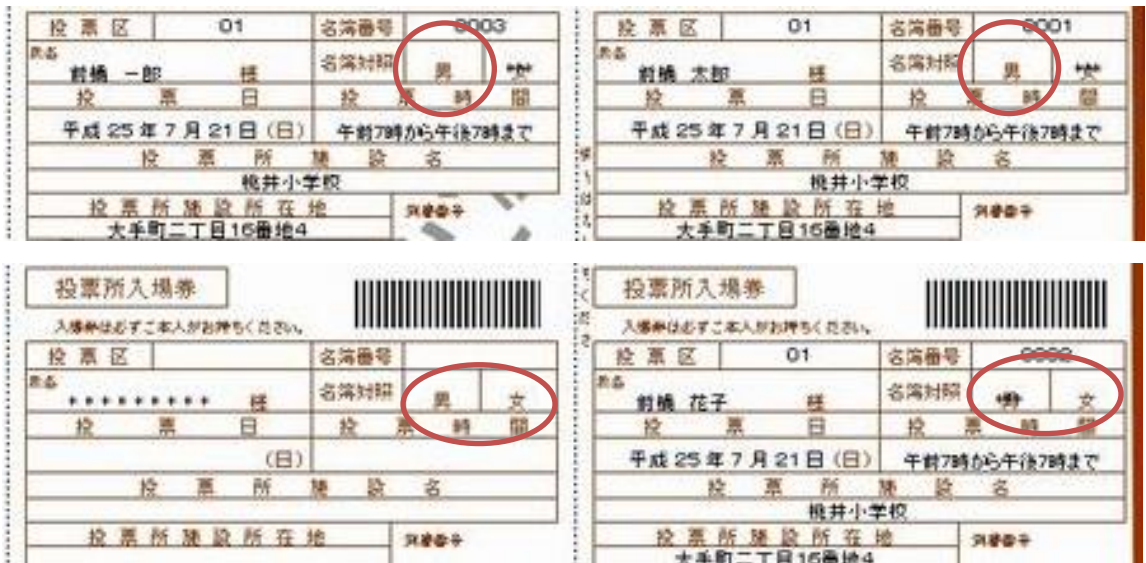 投票区 01 名簿番号 0003
氏名 前橋 一郎 様 名簿対照 男
投票日 投票時間
平成25年7月21日(日) 午前7時から午後7時まで
投票所施設名
桃井小学校
投票所施設所在地
大手町二丁目16番地4
投票区 01 名簿番号 0001
氏名 前橋 太郎 様 名簿対照 男
投票日 投票時間
平成25年7月21日(日) 午前7時から午後7時まで
投票所施設名
桃井小学校
投票所施設所在地
大手町二丁目16番地4
投票所入場券
入場券は必ずご本人がお持ちください。
投票区 名簿番号
氏名 ********* 様 名簿対照 男 女
投票日 投票時間
(日)
投票所施設名
投票所施設所在地
投票所入場券
入場券は必ずご本人がお持ちください。
投票区 01 名簿番号 0002
氏名 前橋 花子 様 名簿対照 女
投票日 投票時間
平成25年7月21日(日) 午前7時から午後7時まで
投票所施設名
桃井小学校
投票所施設所在地
大手町二丁目16番地4